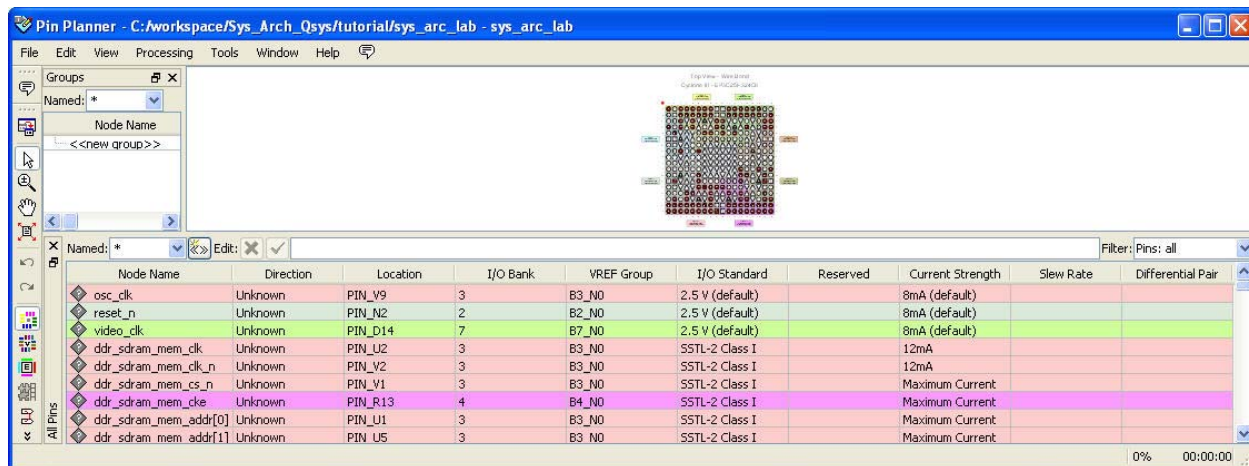 Pin Planner - C:/workspace/Sys_Arch_Qsys/tutorial/sys_arc_lab - sys_arc_lab
File Edit View Processing Tools Window Help
Groups
Named: *
Node Name
<<new group>>
Top View - Wire Bond
Named: * Edit: Filter: Pins: all
Node Name Direction Location I/O Bank VREF Group I/O Standard Reserved Current Strength Slew Rate Differential Pair
osc_clk Unknown PIN_V9 3 B3_N0 2.5 V (default) 8mA (default)
reset_n Unknown PIN_N2 2 B2_N0 2.5 V (default) 8mA (default)
video_clk Unknown PIN_D14 7 B7_N0 2.5 V (default) 8mA (default)
ddr_sdram_mem_clk Unknown PIN_U2 3 B3_N0 SSTL-2 Class I 12mA
ddr_sdram_mem_clk_n Unknown PIN_V2 3 B3_N0 SSTL-2 Class I 12mA
ddr_sdram_mem_cs_n Unknown PIN_V1 3 B3_N0 SSTL-2 Class I Maximum Current
ddr_sdram_mem_cke Unknown PIN_R13 4 B4_N0 SSTL-2 Class I Maximum Current
ddr_sdram_mem_addr[0] Unknown PIN_U1 3 B3_N0 SSTL-2 Class I Maximum Current
ddr_sdram_mem_addr[1] Unknown PIN_U5 3 B3_N0 SSTL-2 Class I Maximum Current
All Pins
0% 00:00:00